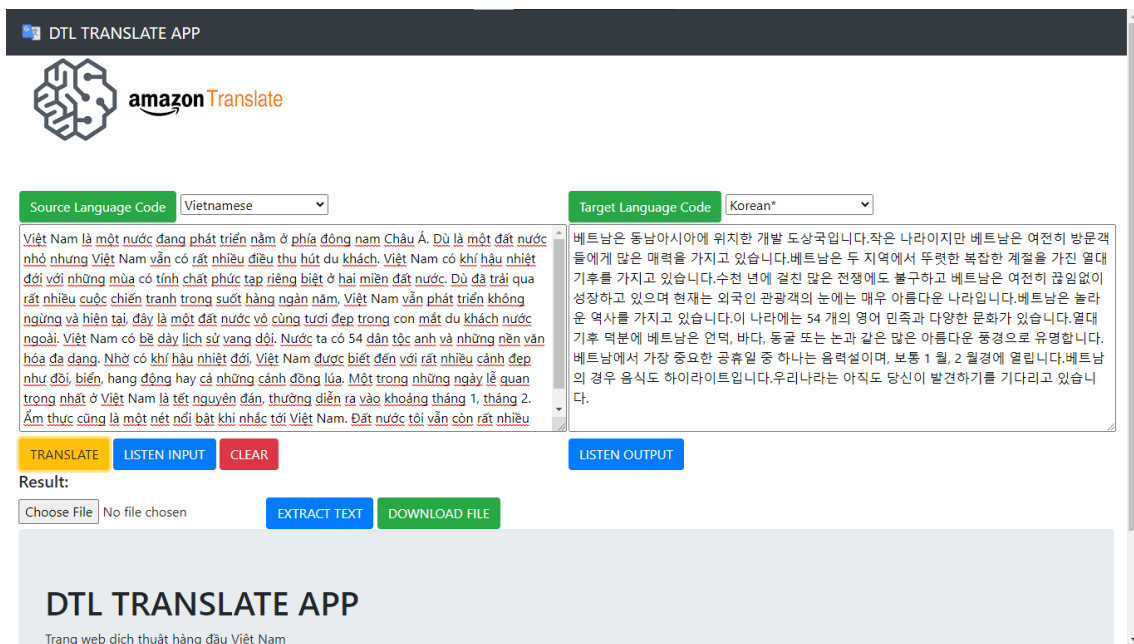 DTL TRANSLATE APP
amazon Translate
Source Language Code Vietnamese
Target Language Code Korean*
Việt Nam là một nước đang phát triển nằm ở phía đông nam Châu Á. Dù là một đất nước
nhỏ nhưng Việt Nam vẫn có rất nhiều điều thu hút du khách. Việt Nam có khí hậu nhiệt
đới với những mùa có tính chất phức tạp riêng biệt ở hai miền đất nước. Dù đã trải qua
rất nhiều cuộc chiến tranh trong suốt hàng ngàn năm, Việt Nam vẫn phát triển không
ngừng và hiện tại, đây là một đất nước vô cùng tươi đẹp trong con mắt du khách nước
ngoài. Việt Nam có bề dày lịch sử vang dội. Nước ta có 54 dân tộc anh và những nền văn
hóa đa dạng. Nhờ có khí hậu nhiệt đới, Việt Nam được biết đến với rất nhiều cảnh đẹp
như đồi, biển, hang động hay cả những cánh đồng lúa. Một trong những ngày lễ quan
trọng nhất ở Việt Nam là tết nguyên đán, thường diễn ra vào khoảng tháng 1, tháng 2.
Ẩm thực cũng là một nét nổi bật khi nhắc tới Việt Nam. Đất nước tôi vẫn còn rất nhiều
베트남은 동남아시아에 위치한 개발 도상국입니다.작은 나라이지만 베트남은 여전히 방문객
들에게 많은 매력을 가지고 있습니다.베트남은 두 지역에서 뚜렷한 복잡한 계절을 가진 열대
기후를 가지고 있습니다.수천 년에 걸친 많은 전쟁에도 불구하고 베트남은 여전히 끊임없이
성장하고 있으며 현재는 외국인 관광객의 눈에는 매우 아름다운 나라입니다.베트남은 놀라
운 역사를 가지고 있습니다.이 나라에는 54 개의 영어 민족과 다양한 문화가 있습니다.열대
기후 덕분에 베트남은 언덕, 바다, 동굴 또는 논과 같은 많은 아름다운 풍경으로 유명합니다.
베트남에서 가장 중요한 공휴일 중 하나는 음력설이며, 보통 1 월, 2 월경에 열립니다.베트남
의 경우 음식도 하이라이트입니다.우리나라는 아직도 당신이 발견하기를 기다리고 있습니
다.
TRANSLATE LISTEN INPUT CLEAR
LISTEN OUTPUT
Result:
Choose File No file chosen EXTRACT TEXT DOWNLOAD FILE
DTL TRANSLATE APP
Trang web dịch thuật hàng đầu Việt Nam